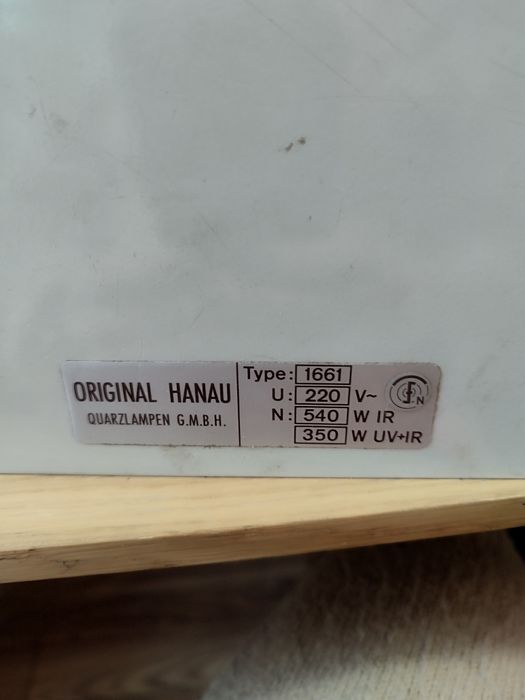 ORIGINAL HANAU
QUARZLAMPEN G.M.B.H.
Type: 1661
U: 220 V~
N: 540 W IR
350 W UV+IR